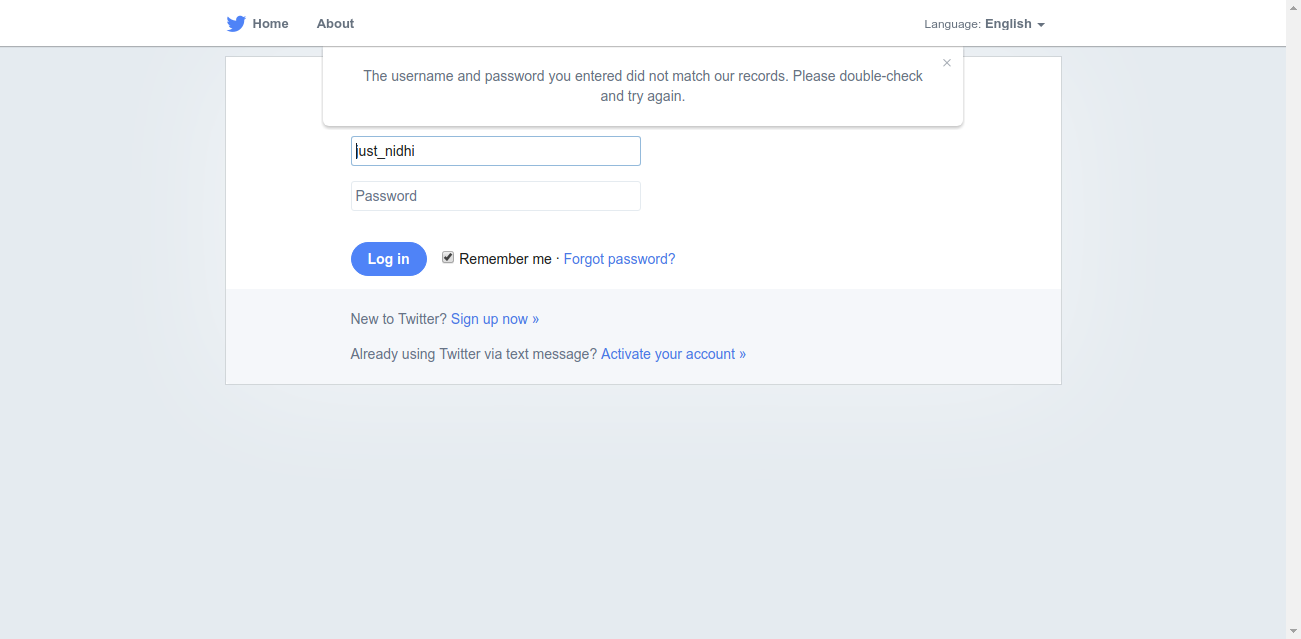 Home About Language: English
The username and password you entered did not match our records. Please double-check
and try again.
×
just_nidhi
Password
Log in Remember me · Forgot password?
New to Twitter? Sign up now »
Already using Twitter via text message? Activate your account »